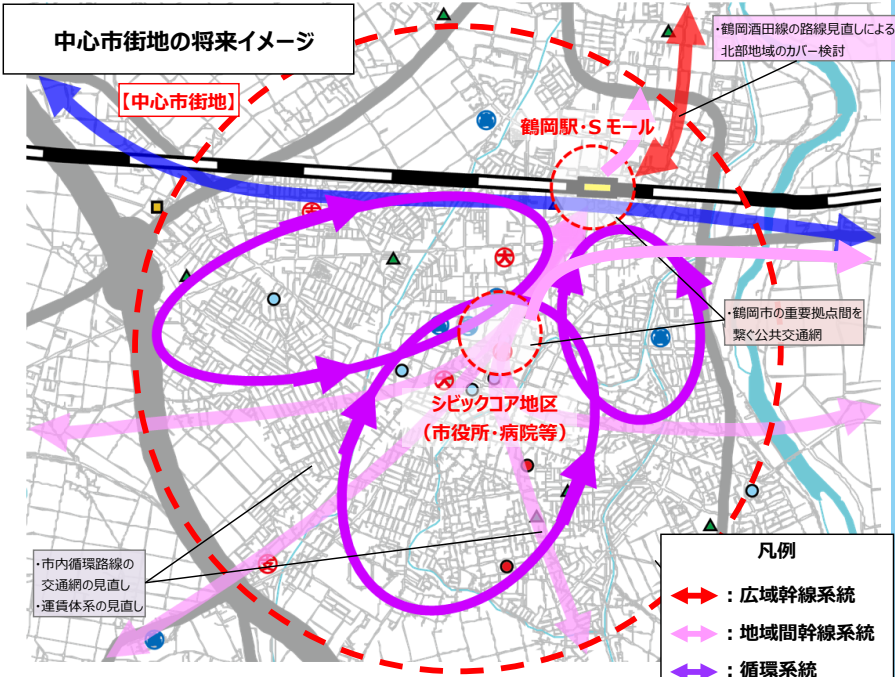 中心市街地の将来イメージ
・鶴岡酒田線の路線見直しによる
北部地域のカバー検討
【中心市街地】
鶴岡駅・Sモール
・鶴岡市の重要拠点間を
繋ぐ公共交通網
シビックコア地区
（市役所・病院等）
・市内循環路線の
交通網の見直し
・運賃体系の見直し
凡例
：広域幹線系統
：地域間幹線系統
：循環系統